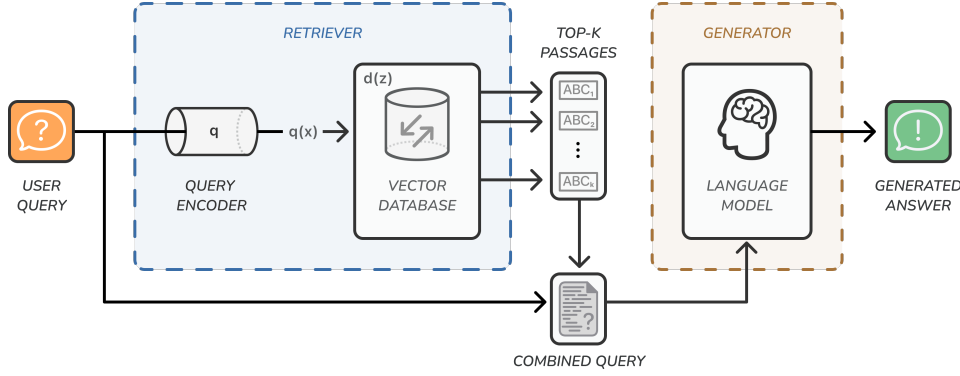 RETRIEVER
TOP-K
PASSAGES
GENERATOR
d(z)
ABC₁
?
q
q(x)
ABC₂
!
⋮
ABCₖ
USER
QUERY
QUERY
ENCODER
VECTOR
DATABASE
LANGUAGE
MODEL
GENERATED
ANSWER
?
COMBINED QUERY